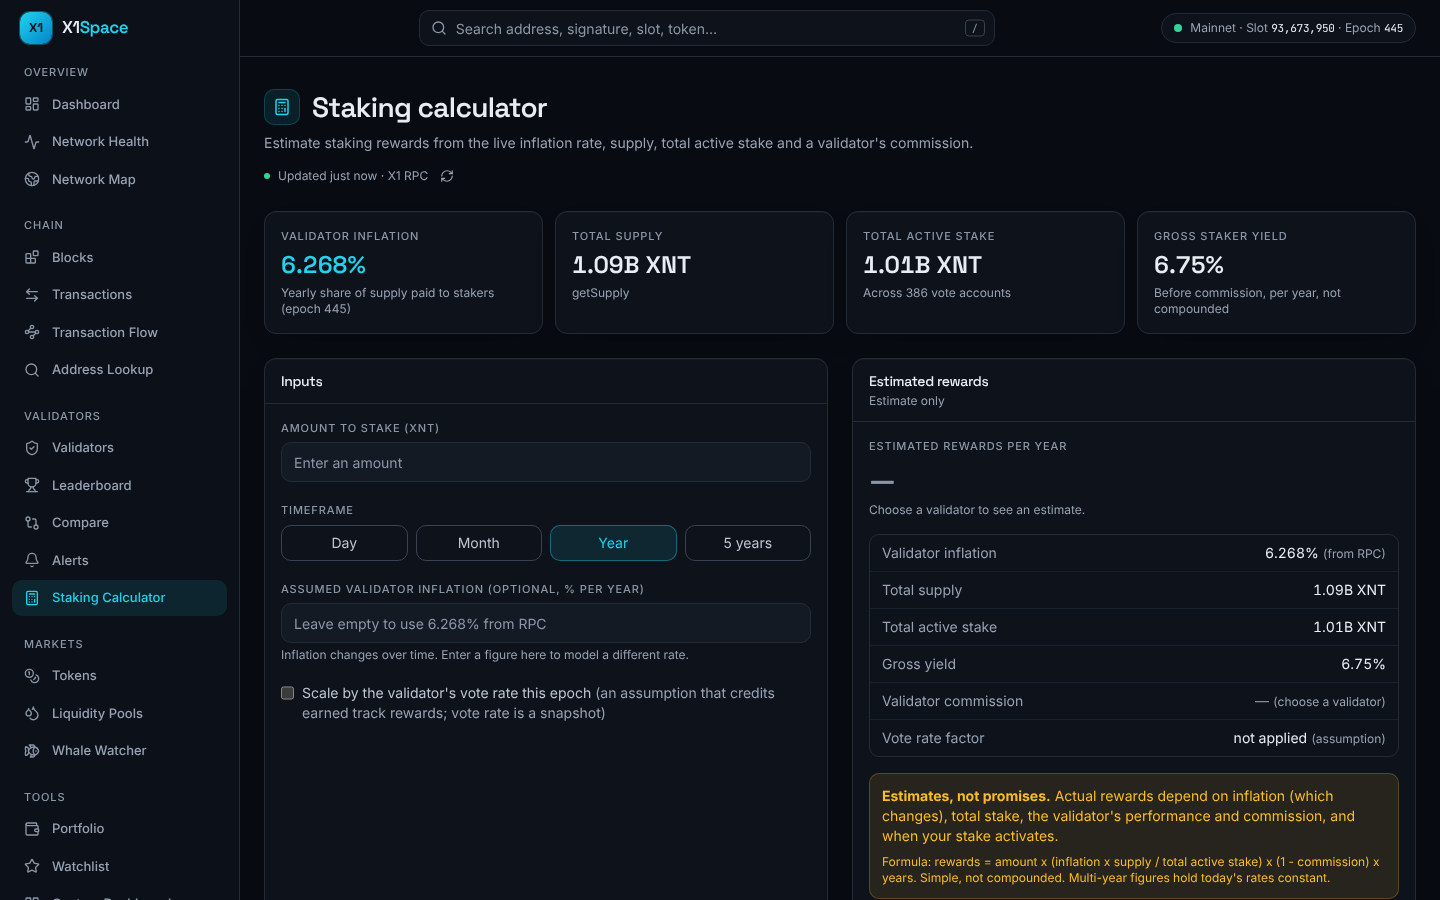 X1 X1Space
Search address, signature, slot, token...
/
Mainnet · Slot 93,673,950 · Epoch 445
OVERVIEW
Dashboard
Network Health
Network Map
CHAIN
Blocks
Transactions
Transaction Flow
Address Lookup
VALIDATORS
Validators
Leaderboard
Compare
Alerts
Staking Calculator
MARKETS
Tokens
Liquidity Pools
Whale Watcher
TOOLS
Portfolio
Watchlist
Staking calculator
Estimate staking rewards from the live inflation rate, supply, total active stake and a validator's commission.
Updated just now · X1 RPC
VALIDATOR INFLATION
6.268%
Yearly share of supply paid to stakers
(epoch 445)
TOTAL SUPPLY
1.09B XNT
getSupply
TOTAL ACTIVE STAKE
1.01B XNT
Across 386 vote accounts
GROSS STAKER YIELD
6.75%
Before commission, per year, not
compounded
Inputs
AMOUNT TO STAKE (XNT)
Enter an amount
TIMEFRAME
Day
Month
Year
5 years
ASSUMED VALIDATOR INFLATION (OPTIONAL, % PER YEAR)
Leave empty to use 6.268% from RPC
Inflation changes over time. Enter a figure here to model a different rate.
Scale by the validator's vote rate this epoch (an assumption that credits
earned track rewards; vote rate is a snapshot)
Estimated rewards
Estimate only
ESTIMATED REWARDS PER YEAR
—
Choose a validator to see an estimate.
Validator inflation 6.268% (from RPC)
Total supply 1.09B XNT
Total active stake 1.01B XNT
Gross yield 6.75%
Validator commission — (choose a validator)
Vote rate factor not applied (assumption)
Estimates, not promises. Actual rewards depend on inflation (which
changes), total stake, the validator's performance and commission, and
when your stake activates.
Formula: rewards = amount x (inflation x supply / total active stake) x (1 - commission) x
years. Simple, not compounded. Multi-year figures hold today's rates constant.